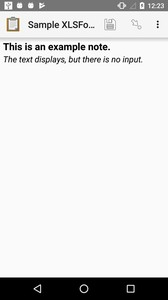 12:23
Sample XLSFo...
This is an example note.
The text displays, but there is no input.